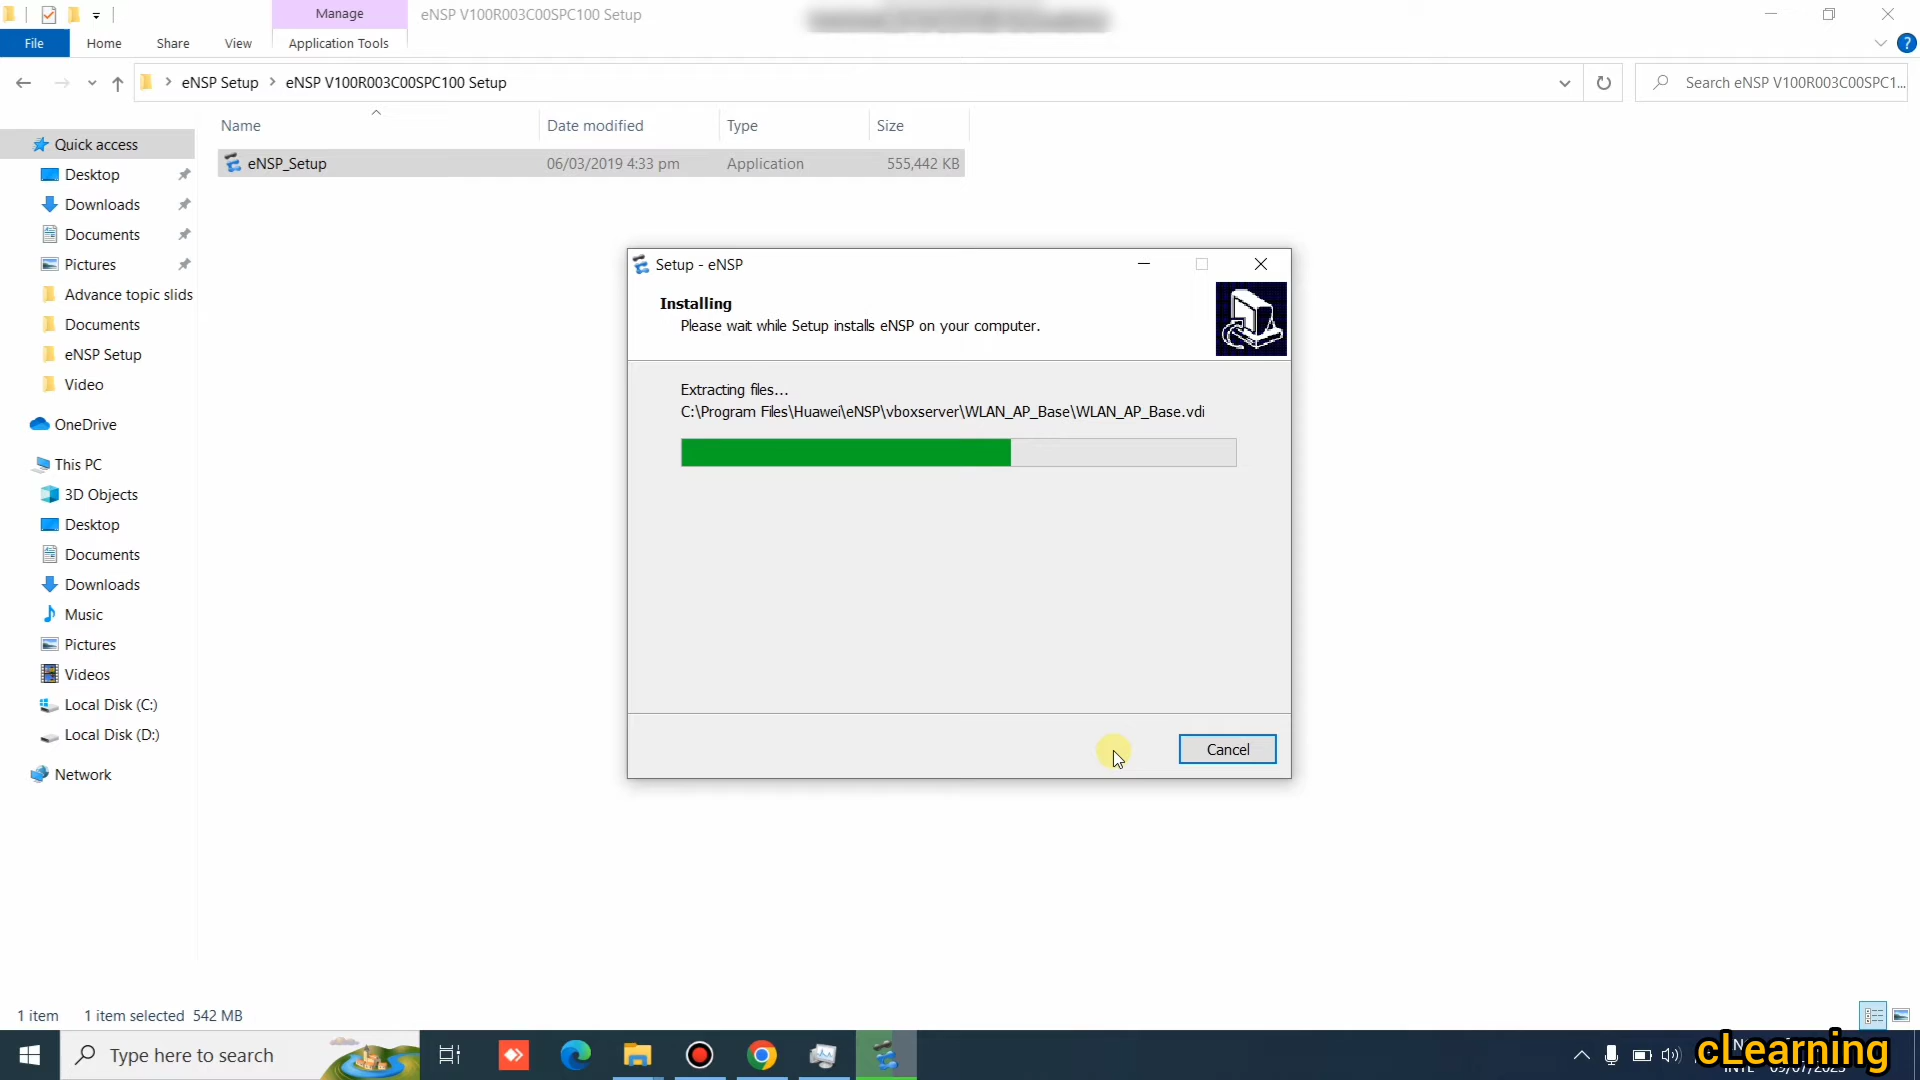 Manage
eNSP V100R003C00SPC100 Setup
File
Home
Share
View
Application Tools
eNSP Setup
eNSP V100R003C00SPC100 Setup
Search eNSP V100R003C00SPC1...
Name
Date modified
Type
Size
eNSP_Setup
06/03/2019 4:33 pm
Application
555,442 KB
Quick access
Desktop
Downloads
Documents
Pictures
Advance topic slids
Documents
eNSP Setup
Video
OneDrive
This PC
3D Objects
Desktop
Documents
Downloads
Music
Pictures
Videos
Local Disk (C:)
Local Disk (D:)
Network
Setup - eNSP
Installing
Please wait while Setup installs eNSP on your computer.
Extracting files...
C:\Program Files\Huawei\eNSP\vboxserver\WLAN_AP_Base\WLAN_AP_Base.vdi
Cancel
1 item
1 item selected 542 MB
Type here to search
cLearning